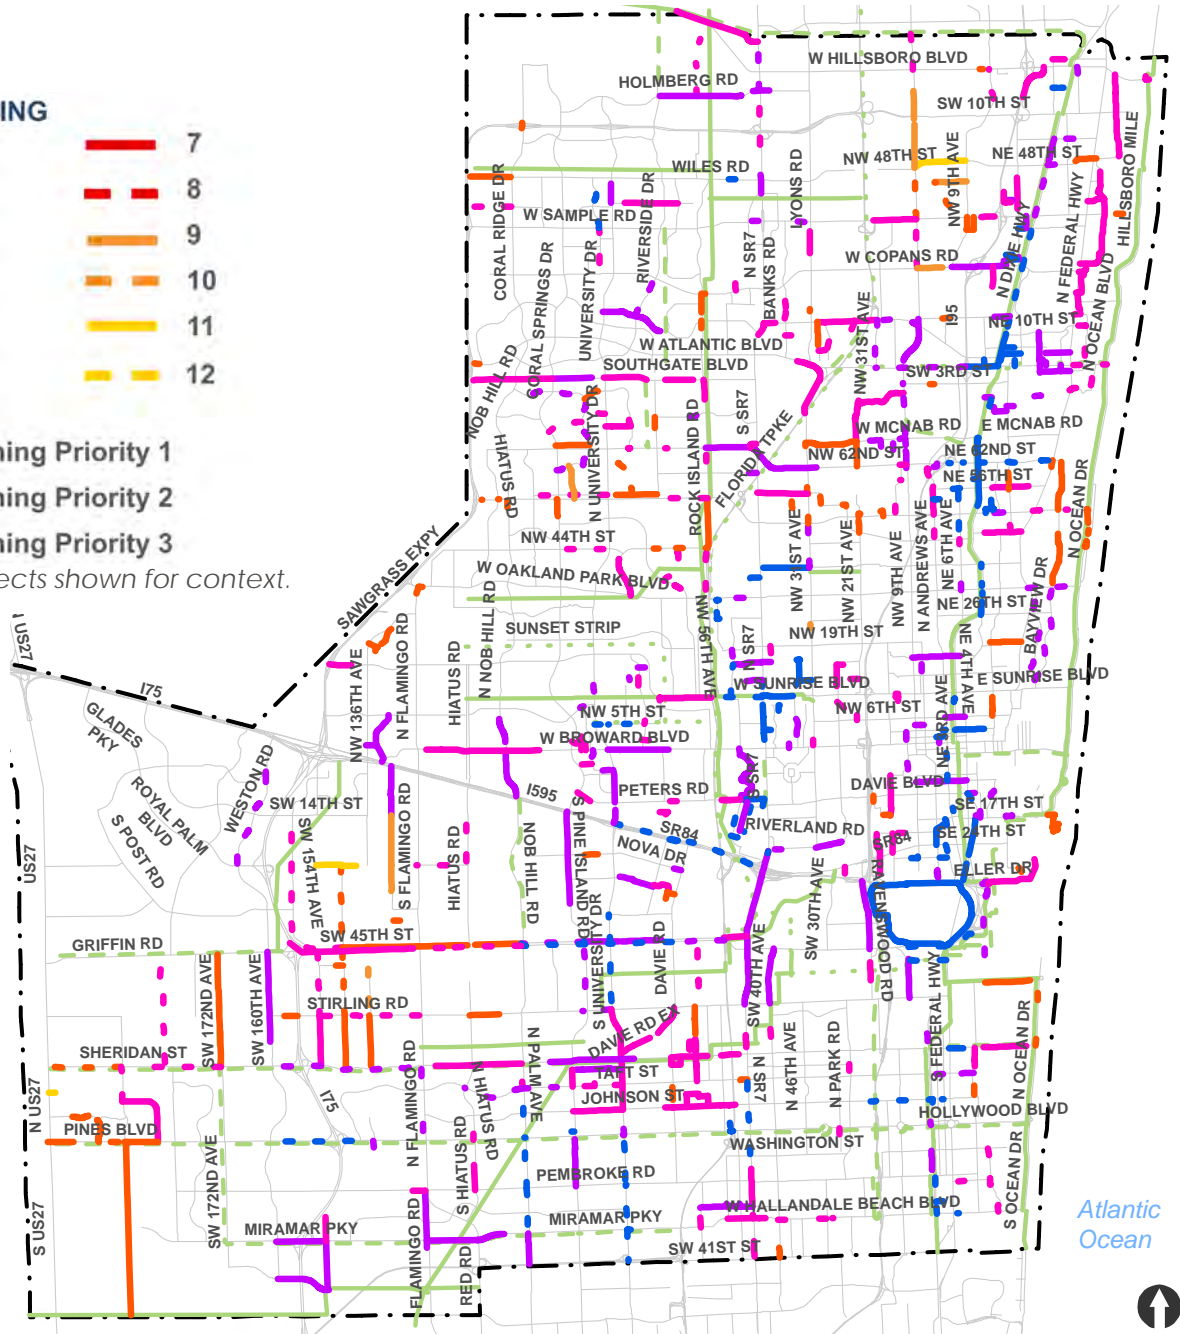 ING
7
8
9
10
11
12
ning Priority 1
ning Priority 2
ning Priority 3
ects shown for context.
W HILLSBORO BLVD
HOLMBERG RD
SW 10TH ST
HILLSBORO MILE
NW 48TH ST
NE 48TH ST
NW 9TH AVE
WILES RD
CORAL RIDGE DR
W SAMPLE RD
RIVERSIDE DR
LYONS RD
N FEDERAL HWY
N DIXIE HWY
W COPANS RD
N SR7
BANKS RD
CORAL SPRINGS DR
UNIVERSITY DR
N OCEAN BLVD
NW 31ST AVE
I95
NE 10TH ST
W ATLANTIC BLVD
SOUTHGATE BLVD
SW 3RD ST
NOB HILL RD
N UNIVERSITY DR
S SR7
ROCK ISLAND RD
FLORIDA TPKE
W MCNAB RD
E MCNAB RD
NW 62ND ST
NE 62ND ST
NE 56TH ST
HIATUS RD
N OCEAN DR
NW 44TH ST
NW 31ST AVE
NW 21ST AVE
NW 9TH AVE
N ANDREWS AVE
NE 6TH AVE
SAWGRASS EXPY
W OAKLAND PARK BLVD
NE 26TH ST
BAYVIEW DR
NW 56TH AVE
N SR7
NW 19TH ST
NE 4TH AVE
SUNSET STRIP
N NOB HILL RD
HIATUS RD
N FLAMINGO RD
NW 136TH AVE
US27
I75
GLADES
PKY
W SUNRISE BLVD
E SUNRISE BLVD
NW 5TH ST
NW 6TH ST
NE 3RD AVE
W BROWARD BLVD
WESTON RD
ROYAL PALM
BLVD
S POST RD
SW 14TH ST
I595
PETERS RD
S SR7
DAVIE BLVD
SE 17TH ST
SR84
RIVERLAND RD
SR84
SE 24TH ST
US27
SW 154TH AVE
S FLAMINGO RD
HIATUS RD
NOB HILL RD
S PINE ISLAND RD
NOVA DR
ELLER DR
SW 30TH AVE
RAVENSWOOD RD
GRIFFIN RD
SW 45TH ST
S UNIVERSITY DR
DAVIE RD
SW 40TH AVE
SW 172ND AVE
SW 160TH AVE
STIRLING RD
DAVIE RD EX
S FEDERAL HWY
N OCEAN DR
SHERIDAN ST
N FLAMINGO RD
N HIATUS RD
N PALM AVE
TAFT ST
N SR7
N 46TH AVE
N PARK RD
N US27
I75
JOHNSON ST
HOLLYWOOD BLVD
PINES BLVD
WASHINGTON ST
SW 172ND AVE
S HIATUS RD
PEMBROKE RD
S OCEAN DR
S US27
MIRAMAR PKY
FLAMINGO RD
RED RD
MIRAMAR PKY
W HALLANDALE BEACH BLVD
SW 41ST ST
Atlantic
Ocean